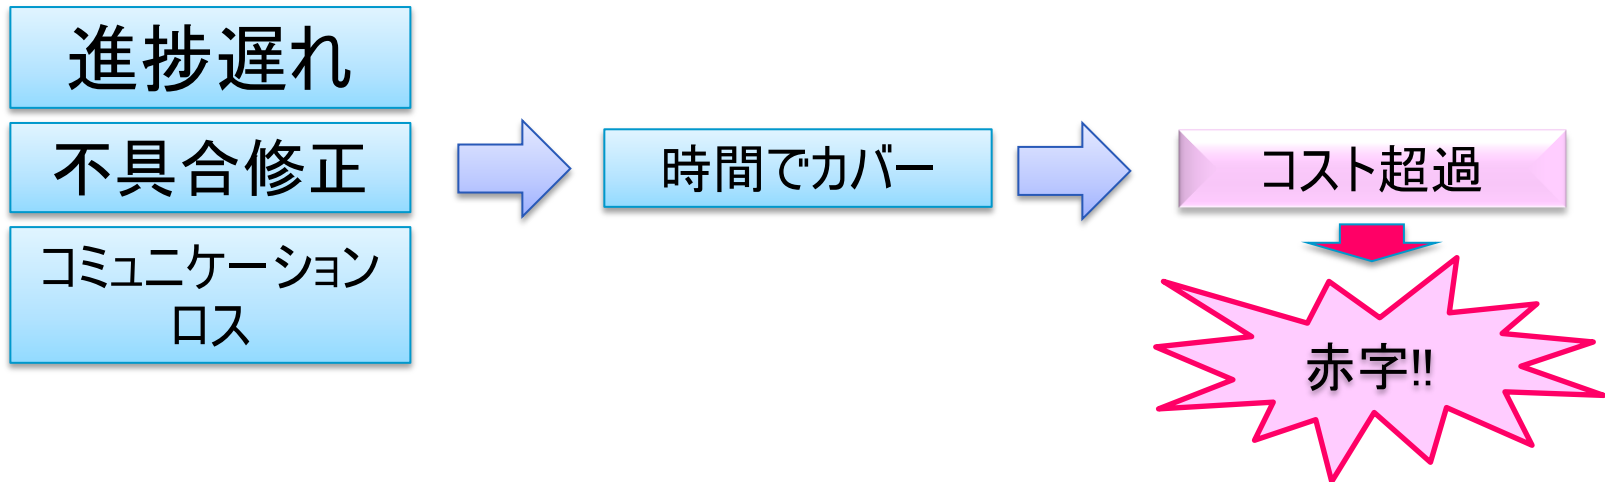 進捗遅れ
不具合修正
コミュニケーション
ロス
時間でカバー
コスト超過
赤字!!